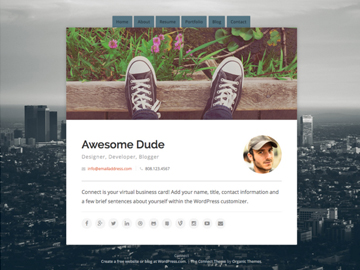 Home About Resume Portfolio Blog Contact
Awesome Dude
Designer, Developer, Blogger
info@emailaddress.com 808.123.4567
Connect is your virtual business card! Add your name, title, contact information and
a few brief sentences about yourself within the WordPress customizer.
Create a free website or blog at WordPress.com. | The Connect Theme by Organic Themes.